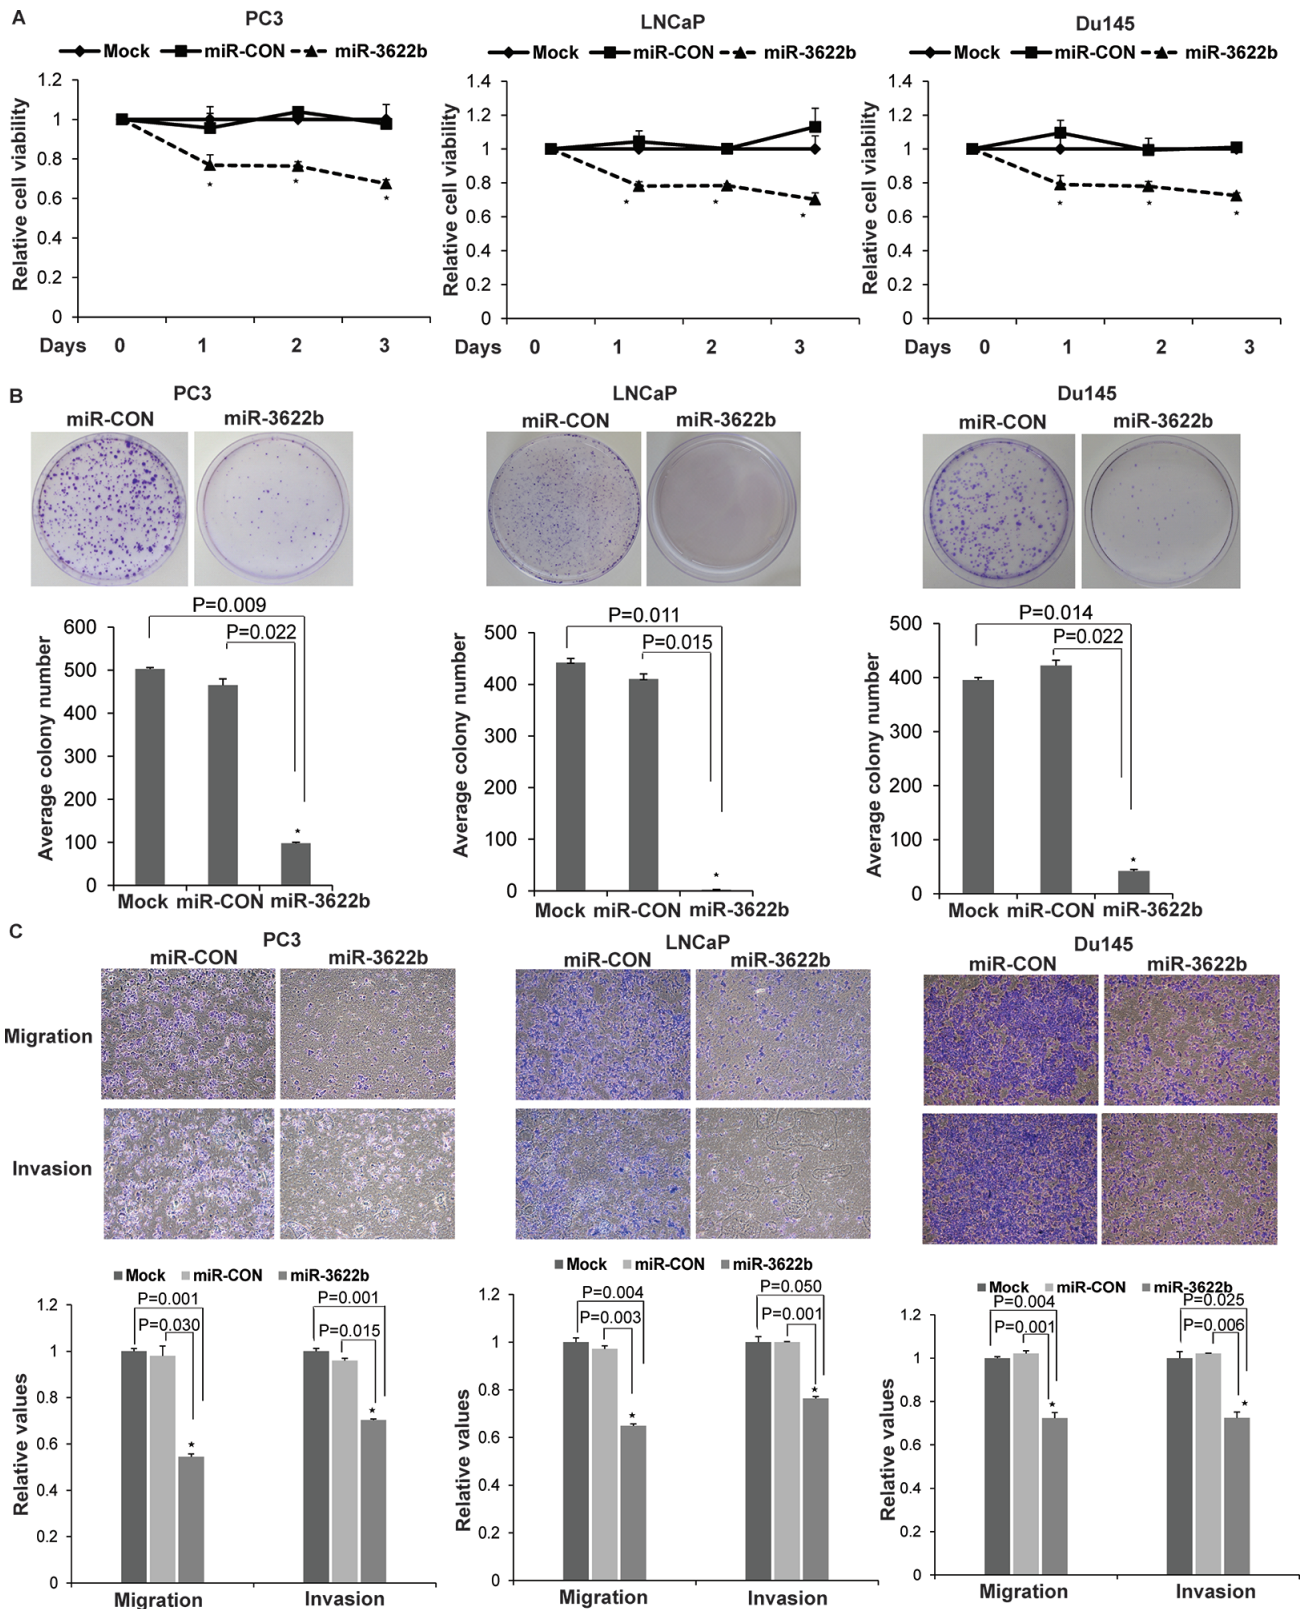 A
PC3
Mock miR-CON miR-3622b
Relative cell viability
1.2
1
0.8
0.6
0.4
0.2
0
Days 0 1 2 3
*
*
*
LNCaP
Mock miR-CON miR-3622b
Relative cell viability
1.4
1.2
1
0.8
0.6
0.4
0.2
0
Days 0 1 2 3
*
*
*
Du145
Mock miR-CON miR-3622b
Relative cell viability
1.4
1.2
1
0.8
0.6
0.4
0.2
0
Days 0 1 2 3
*
*
*
B
PC3
miR-CON miR-3622b
P=0.009
P=0.022
Average colony number
600
500
400
300
200
100
0
*
Mock miR-CON miR-3622b
LNCaP
miR-CON miR-3622b
P=0.011
P=0.015
Average colony number
500
400
300
200
100
0
*
Mock miR-CON miR-3622b
Du145
miR-CON miR-3622b
P=0.014
P=0.022
Average colony number
500
400
300
200
100
0
*
Mock miR-CON miR-3622b
C
PC3
miR-CON miR-3622b
LNCaP
miR-CON miR-3622b
Du145
miR-CON miR-3622b
Migration
Invasion
Mock miR-CON miR-3622b
P=0.001 P=0.001
P=0.030 P=0.015
Relative values
1.2
1
0.8
0.6
0.4
0.2
0
*
*
Migration Invasion
Mock miR-CON miR-3622b
P=0.004 P=0.050
P=0.003 P=0.001
Relative values
1.2
1
0.8
0.6
0.4
0.2
0
*
*
Migration Invasion
Mock miR-CON miR-3622b
P=0.004 P=0.025
P=0.001 P=0.006
Relative values
1.2
1
0.8
0.6
0.4
0.2
0
*
*
Migration Invasion